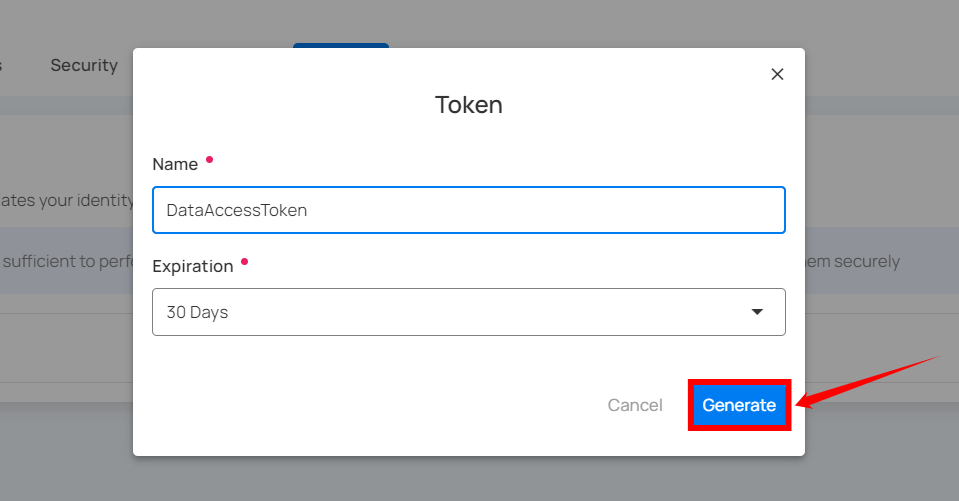 Security
Token
Name
ates your identity
DataAccessToken
sufficient to perfo
em securely
Expiration
30 Days
Cancel
Generate